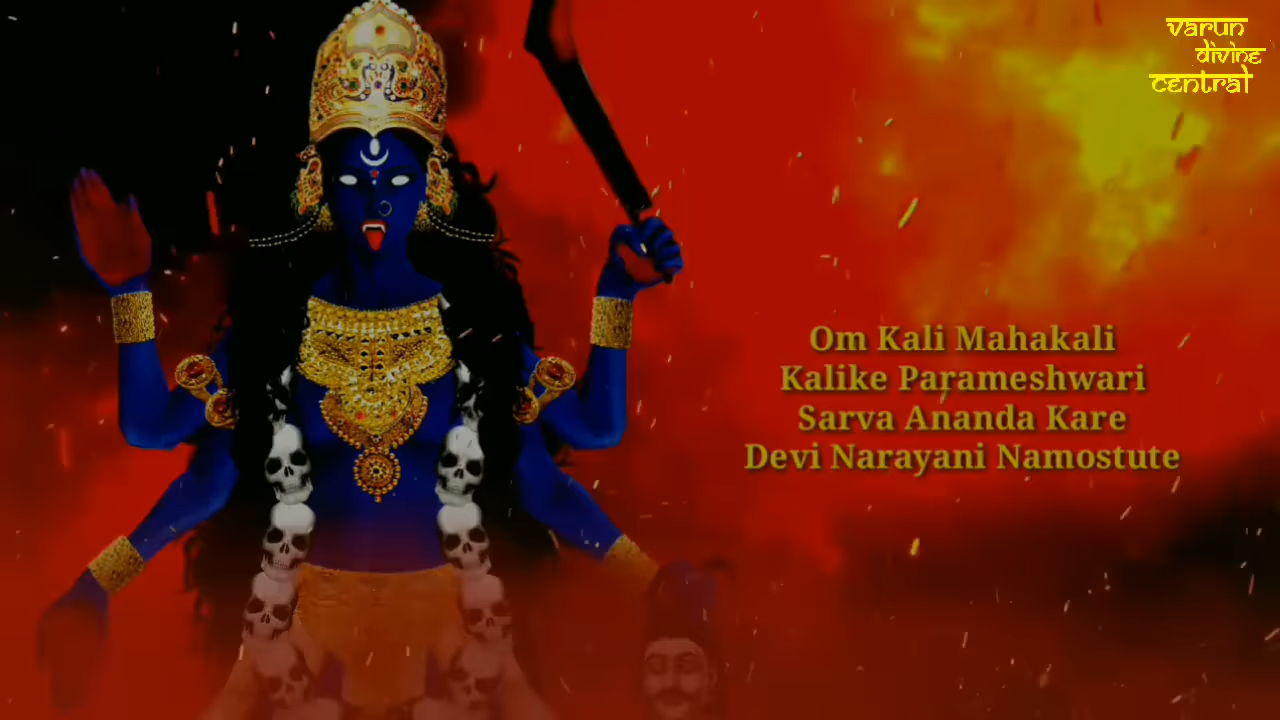 varun
divine
central
Om Kali Mahakali
Kalike Parameshwari
Sarva Ananda Kare
Devi Narayani Namostute